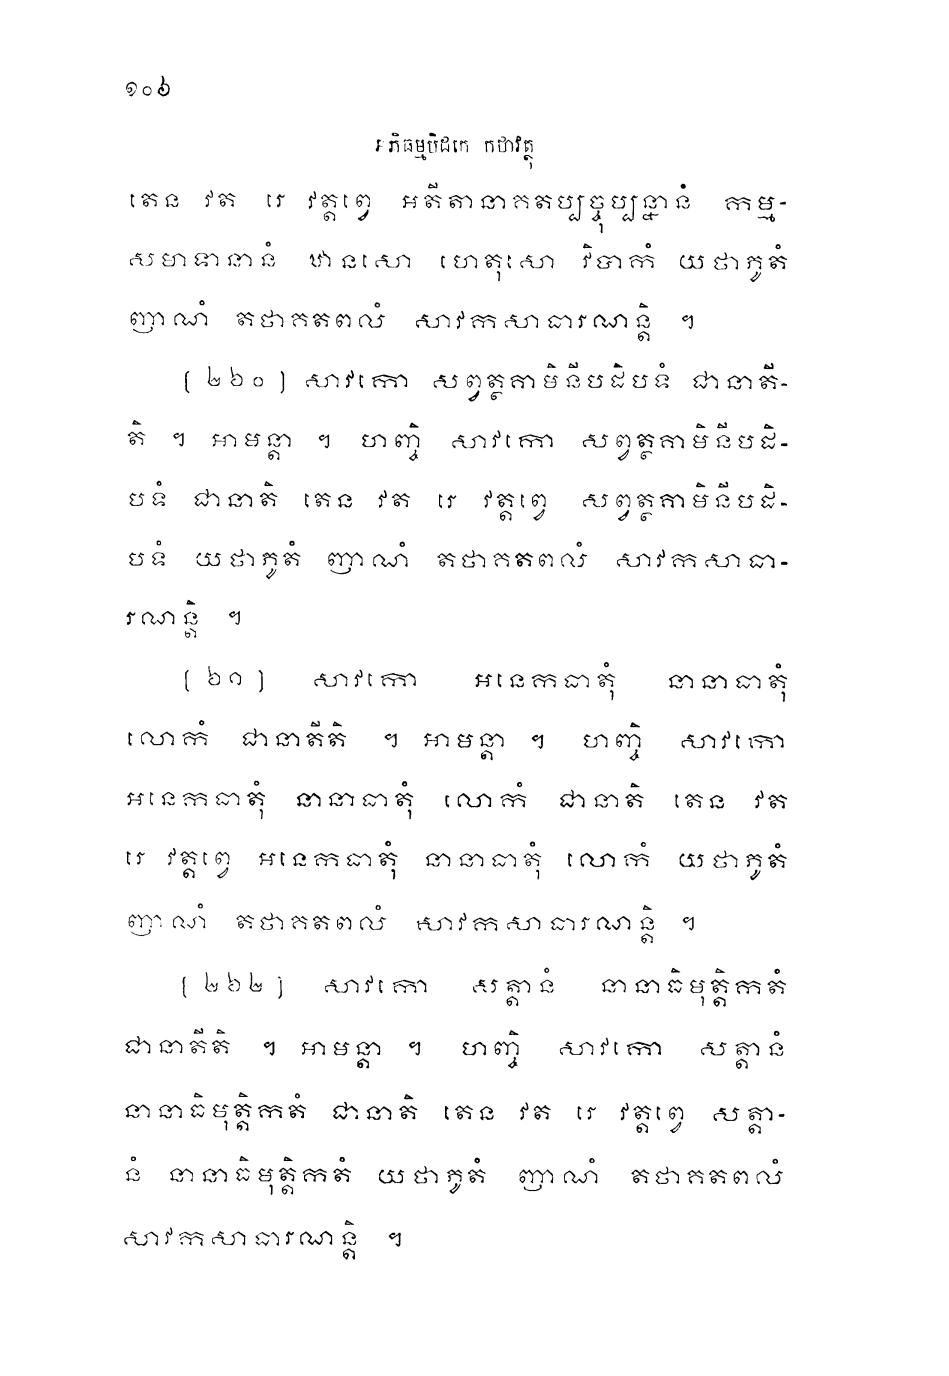 ១០៦
អភិធម្មបិដកេ កថាវត្ថុ
តេន វត រេ វត្តព្វេ អតីតានាគតប្បច្ចុប្បន្នានំ កម្ម-
សមាទានានំ ឋានសោ ហេតុសោ វិបាកំ យថាភូតំ
ញាណំ តថាគតពលំ សាវកសាធារណន្តិ ។
[ ២៦០ ] សាវកោ សព្វត្ថគាមិនីបដិបទំ ជានាតី-
តិ ។ អាមន្តា ។ ហញ្ចិ សាវកោ សព្វត្ថគាមិនីបដិ-
បទំ ជានាតិ តេន វត រេ វត្តព្វេ សព្វត្ថគាមិនីបដិ-
បទំ យថាភូតំ ញាណំ តថាគតពលំ សាវកសាធា-
រណន្តិ ។
[ ៦១ ] សាវកោ អនេកធាតុំ នានាធាតុំ
លោកំ ជានាតីតិ ។ អាមន្តា ។ ហញ្ចិ សាវកោ
អនេកធាតុំ នានាធាតុំ លោកំ ជានាតិ តេន វត
រេ វត្តព្វេ អនេកធាតុំ នានាធាតុំ លោកំ យថាភូតំ
ញាណំ តថាគតពលំ សាវកសាធារណន្តិ ។
[ ២៦២ ] សាវកោ សត្តានំ នានាធិមុត្តិកតំ
ជានាតីតិ ។ អាមន្តា ។ ហញ្ចិ សាវកោ សត្តានំ
នានាធិមុត្តិកតំ ជានាតិ តេន វត រេ វត្តព្វេ សត្តា-
នំ នានាធិមុត្តិកតំ យថាភូតំ ញាណំ តថាគតពលំ
សាវកសាធារណន្តិ ។